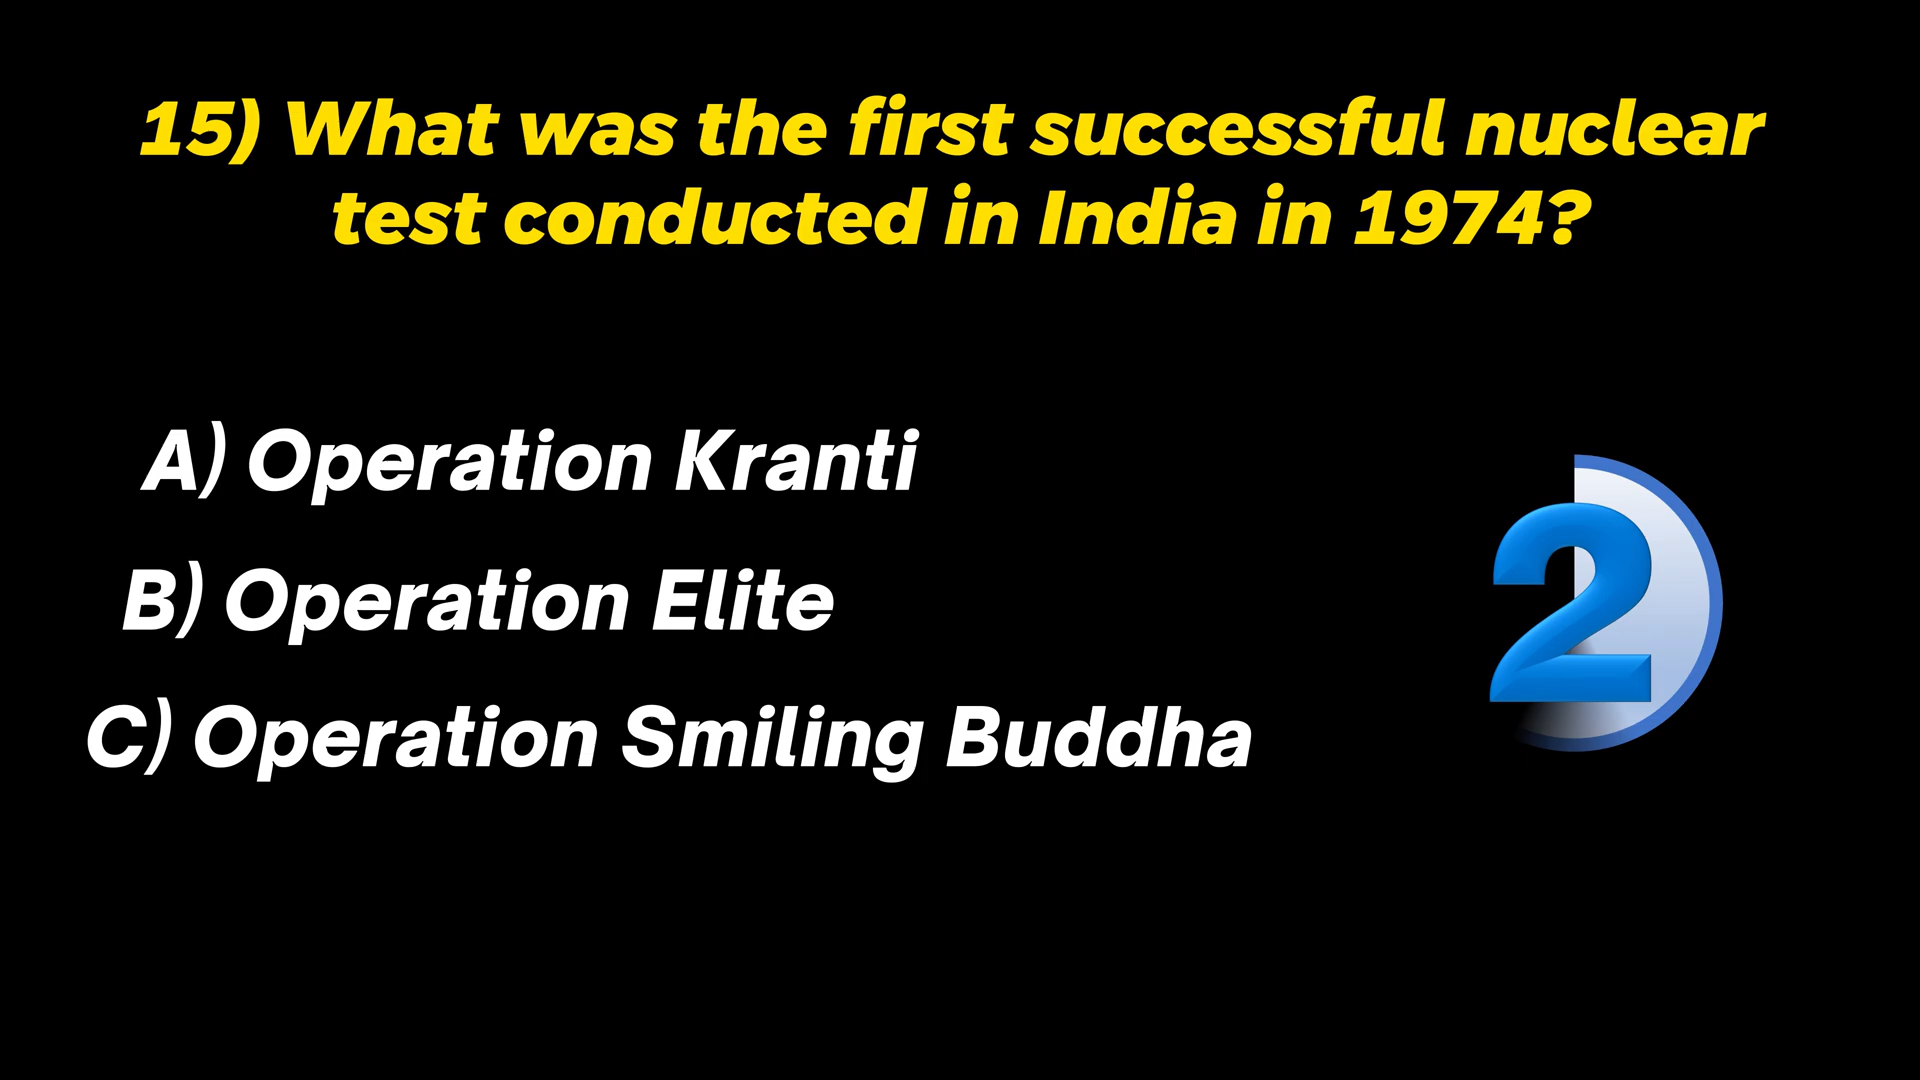 15) What was the first successful nuclear
test conducted in India in 1974?
A) Operation Kranti
B) Operation Elite
C) Operation Smiling Buddha
2